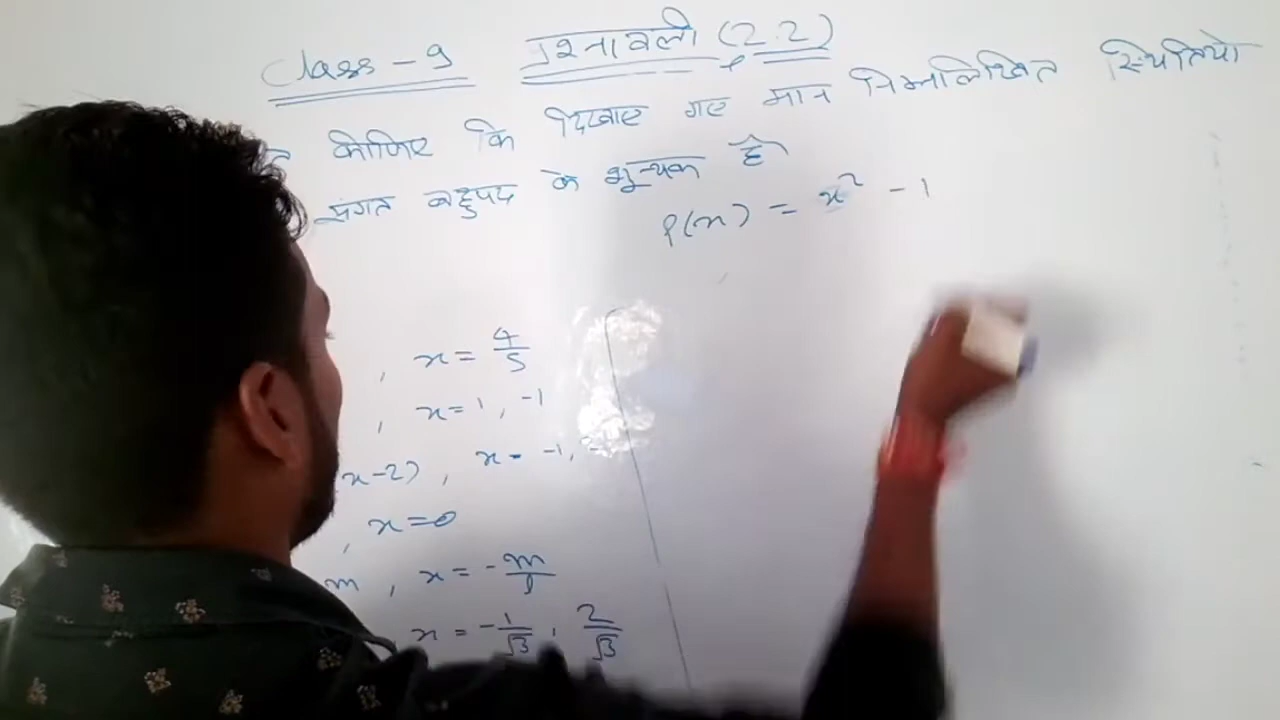 Class - 9 प्रश्नावली (2.2)
कीजिए कि दिखाए गए मान निम्नलिखित स्थितियो
संगत बहुपद के शून्यक है
p(x) = x² - 1
, x = 4/5
, x = 1, -1
x-2) , x = -1, 2
, x = 0
m , x = -m/l
x = -1/√3 , 2/√3